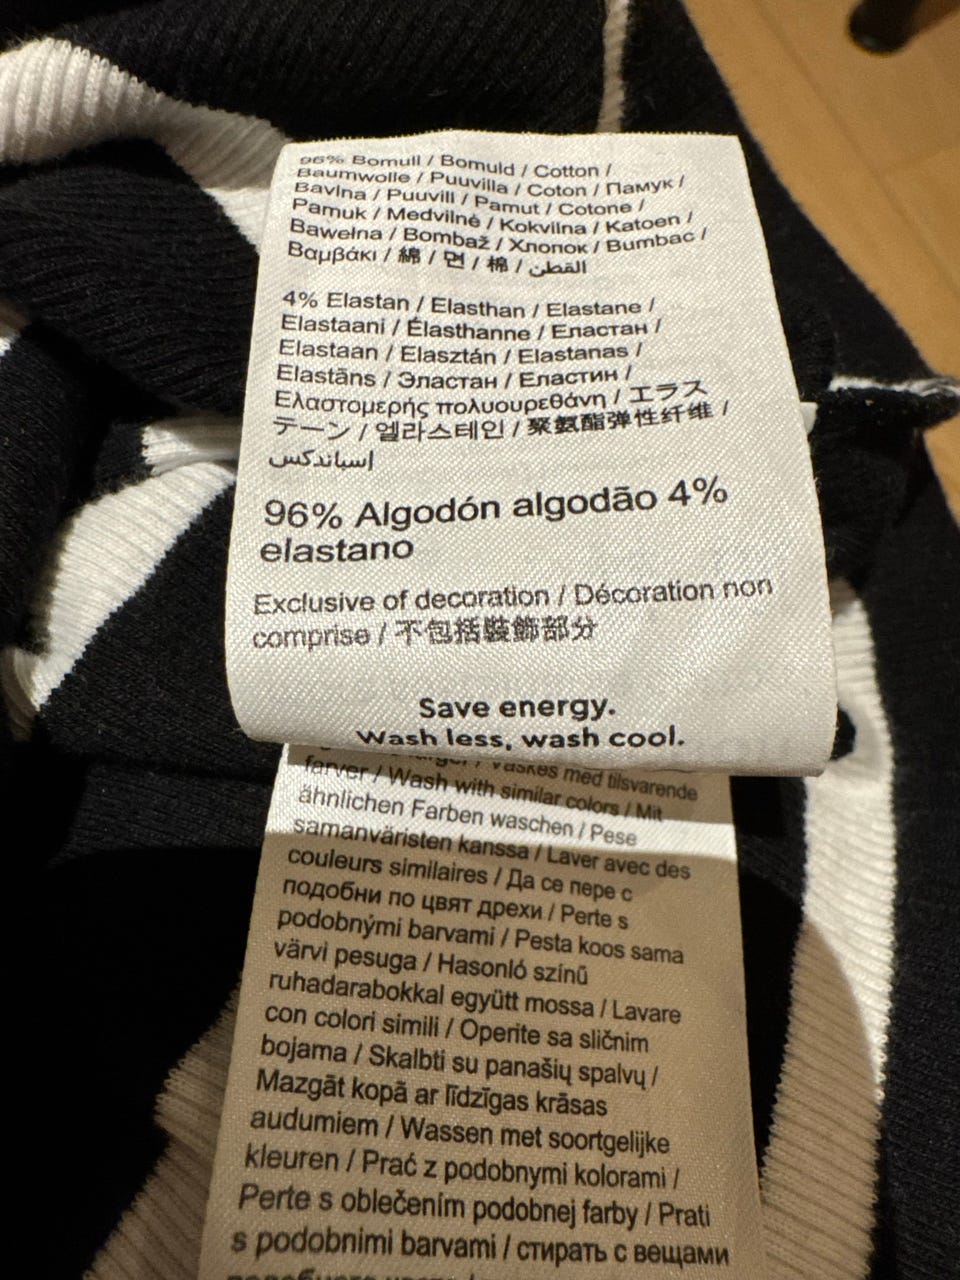 96% Bomull / Bomuld / Cotton /
Baumwolle / Puuvilla / Coton / Памук /
Bavlna / Puuvill / Pamut / Cotone /
Pamuk / Medvilnė / Kokvilna / Katoen /
Bawełna / Bombaž / Хлопок / Bumbac /
Βαμβάκι / 綿 / 면 / 棉 / القطن
4% Elastan / Elasthan / Elastane /
Elastaani / Élasthanne / Еластан /
Elastaan / Elasztán / Elastanas /
Elastāns / Эластан / Еластин /
Ελαστομερής πολυουρεθάνη / エラス
テーン / 엘라스테인 / 聚氨酯弹性纤维 /
إسباندكس
96% Algodón algodão 4%
elastano
Exclusive of decoration / Décoration non
comprise / 不包括裝飾部分
Save energy.
Wash less, wash cool.
/ Vaskes med tilsvarende
farver / Wash with similar colors / Mit
ähnlichen Farben waschen / Pese
samanväristen kanssa / Laver avec des
couleurs similaires / Да се пере с
подобни по цвят дрехи / Perte s
podobnými barvami / Pesta koos sama
värvi pesuga / Hasonló színű
ruhadarabokkal együtt mossa / Lavare
con colori simili / Operite sa sličnim
bojama / Skalbti su panašių spalvų /
Mazgāt kopā ar līdzīgas krāsas
audumiem / Wassen met soortgelijke
kleuren / Prać z podobnymi kolorami /
Perte s oblečením podobnej farby / Prati
s podobnimi barvami / стирать с вещами